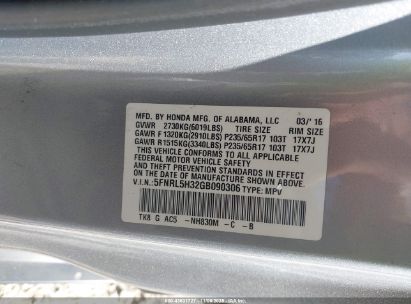 MFD. BY HONDA MFG. OF ALABAMA, LLC 03/'16
GVWR 2730KG(6019LBS) TIRE SIZE RIM SIZE
GAWR F1320KG(2910LBS) P235/65R17 103T 17X7J
GAWR R1515KG(3340LBS) P235/65R17 103T 17X7J
THIS VEHICLE CONFORMS TO ALL APPLICABLE
FEDERAL MOTOR VEHICLE SAFETY AND THEFT
PREVENTION STANDARDS IN EFFECT ON THE
DATE OF MANUFACTURE SHOWN ABOVE.
V.I.N.:5FNRL5H32GB090306 TYPE: MPV
TK8 G AC5 -NH830M -C -B